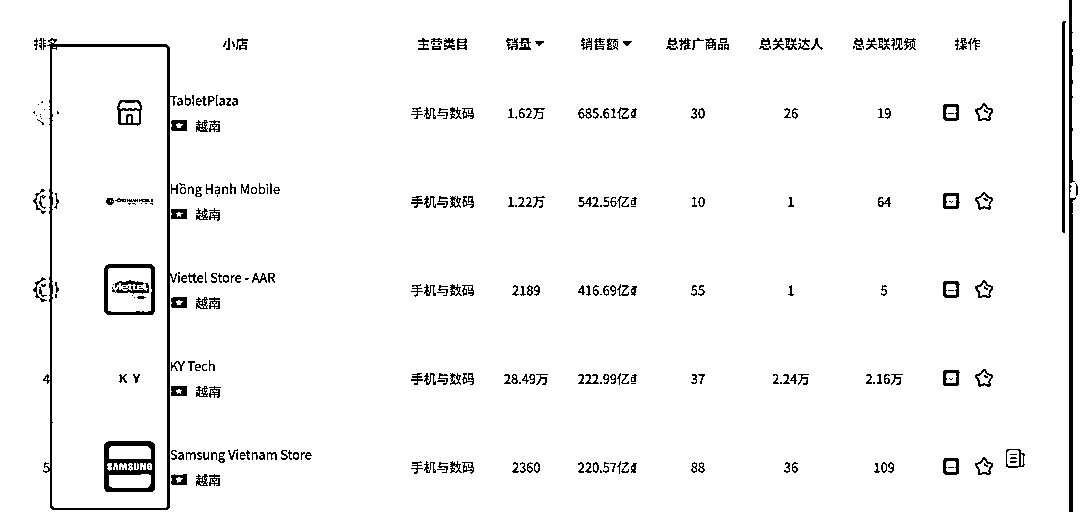 排名 小店 主营类目 销量 销售额 总推广商品 总关联达人 总关联视频 操作
TabletPlaza
越南 手机与数码 1.62万 685.61亿₫ 30 26 19
Hồng Hạnh Mobile
HỒNG HẠNH MOBILE
越南 手机与数码 1.22万 542.56亿₫ 10 1 64
Viettel Store - AAR
viettel
越南 手机与数码 2189 416.69亿₫ 55 1 5
KY Tech
4 K Y 手机与数码 28.49万 222.99亿₫ 37 2.24万 2.16万
越南
Samsung Vietnam Store
5 SAMSUNG 手机与数码 2360 220.57亿₫ 88 36 109
越南